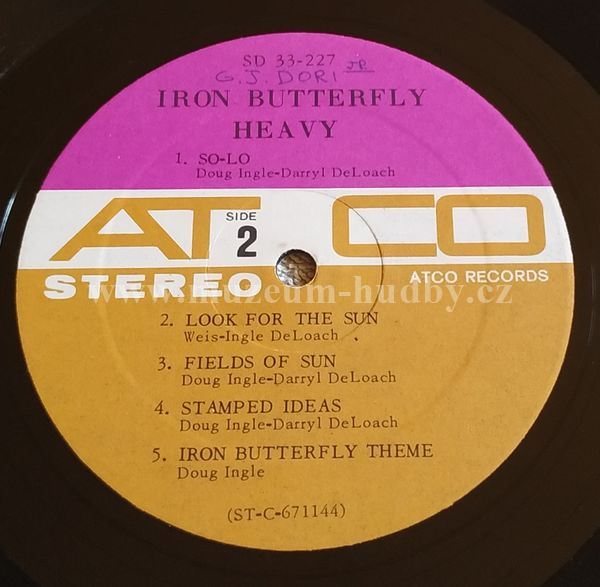 SD 33-227
G.J. DORI JR
IRON BUTTERFLY
HEAVY
1. SO-LO
Doug Ingle-Darryl DeLoach
ATCO
SIDE
2
STEREO
ATCO RECORDS
www.muzeum-hudby.cz
2. LOOK FOR THE SUN
Weis-Ingle DeLoach
3. FIELDS OF SUN
Doug Ingle-Darryl DeLoach
4. STAMPED IDEAS
Doug Ingle-Darryl DeLoach
5. IRON BUTTERFLY THEME
Doug Ingle
(ST-C-671144)